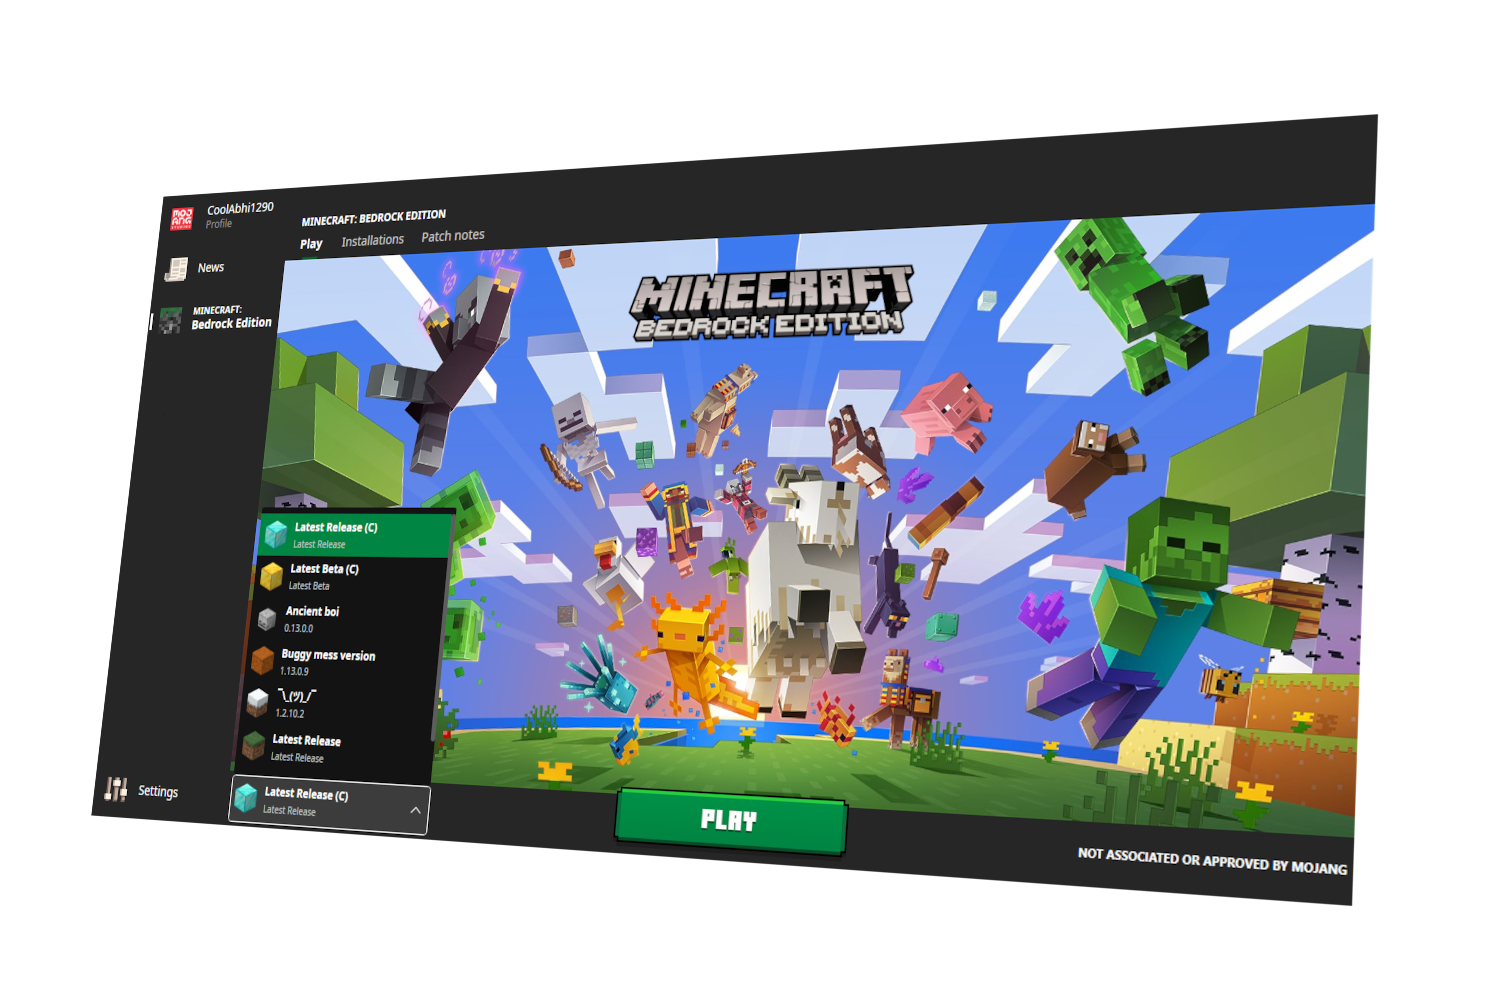 MOJ
ANG
STUDIOS
CoolAbhi1290
Profile
News
MINECRAFT:
Bedrock Edition
MINECRAFT: BEDROCK EDITION
Play
Installations
Patch notes
MINECRAFT
BEDROCK EDITION
Latest Release (C)
Latest Release
Latest Beta (C)
Latest Beta
Ancient boi
0.13.0.0
Buggy mess version
1.13.0.9
¯\_(ツ)_/¯
1.2.10.2
Latest Release
Latest Release
Settings
Latest Release (C)
Latest Release
PLAY
NOT ASSOCIATED OR APPROVED BY MOJANG